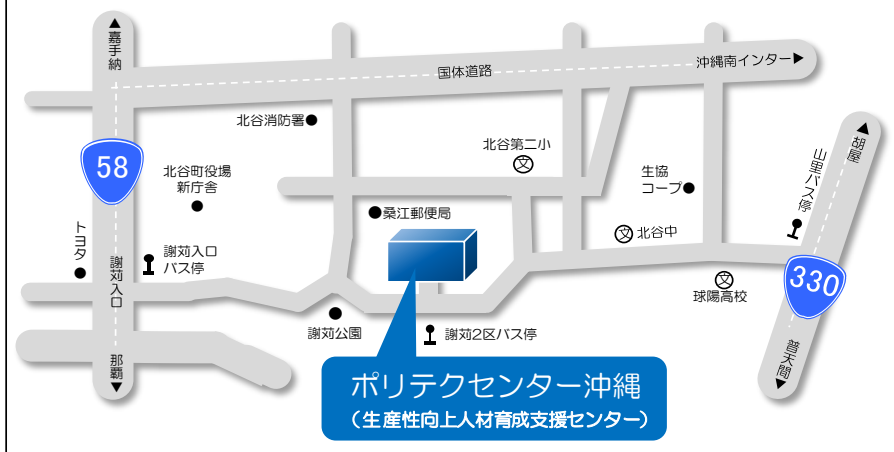 ▲嘉手納
国体道路
沖縄南インター▶
北谷消防署●
北谷第二小
文
58
北谷町役場
新庁舎
生協
コープ●
▲胡屋
山里バス停
●桑江郵便局
トヨタ
謝苅入口
謝苅入口
バス停
文北谷中
330
文
球陽高校
謝苅公園
謝苅2区バス停
那覇▼
普天間▼
ポリテクセンター沖縄
（生産性向上人材育成支援センター）